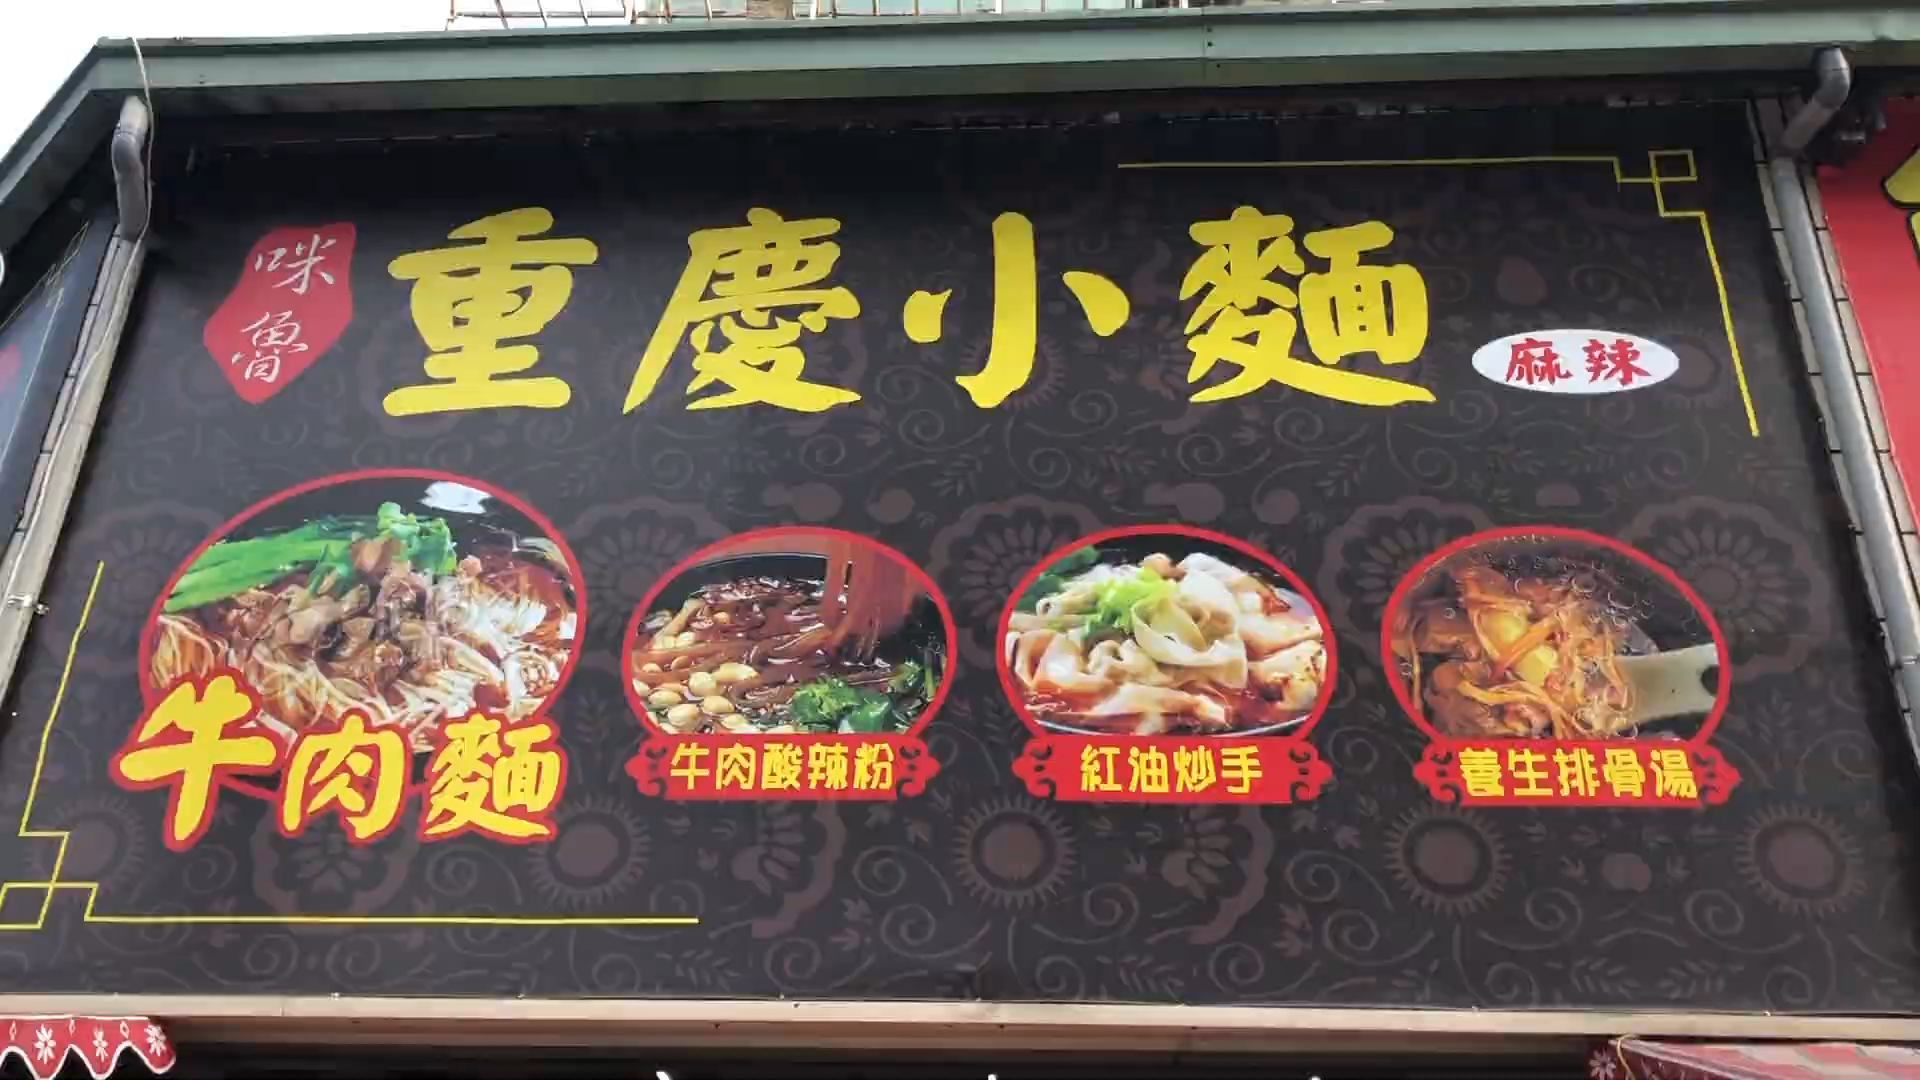 咪魯
重慶小麵
麻辣
牛肉麵
牛肉酸辣粉
紅油炒手
養生排骨湯